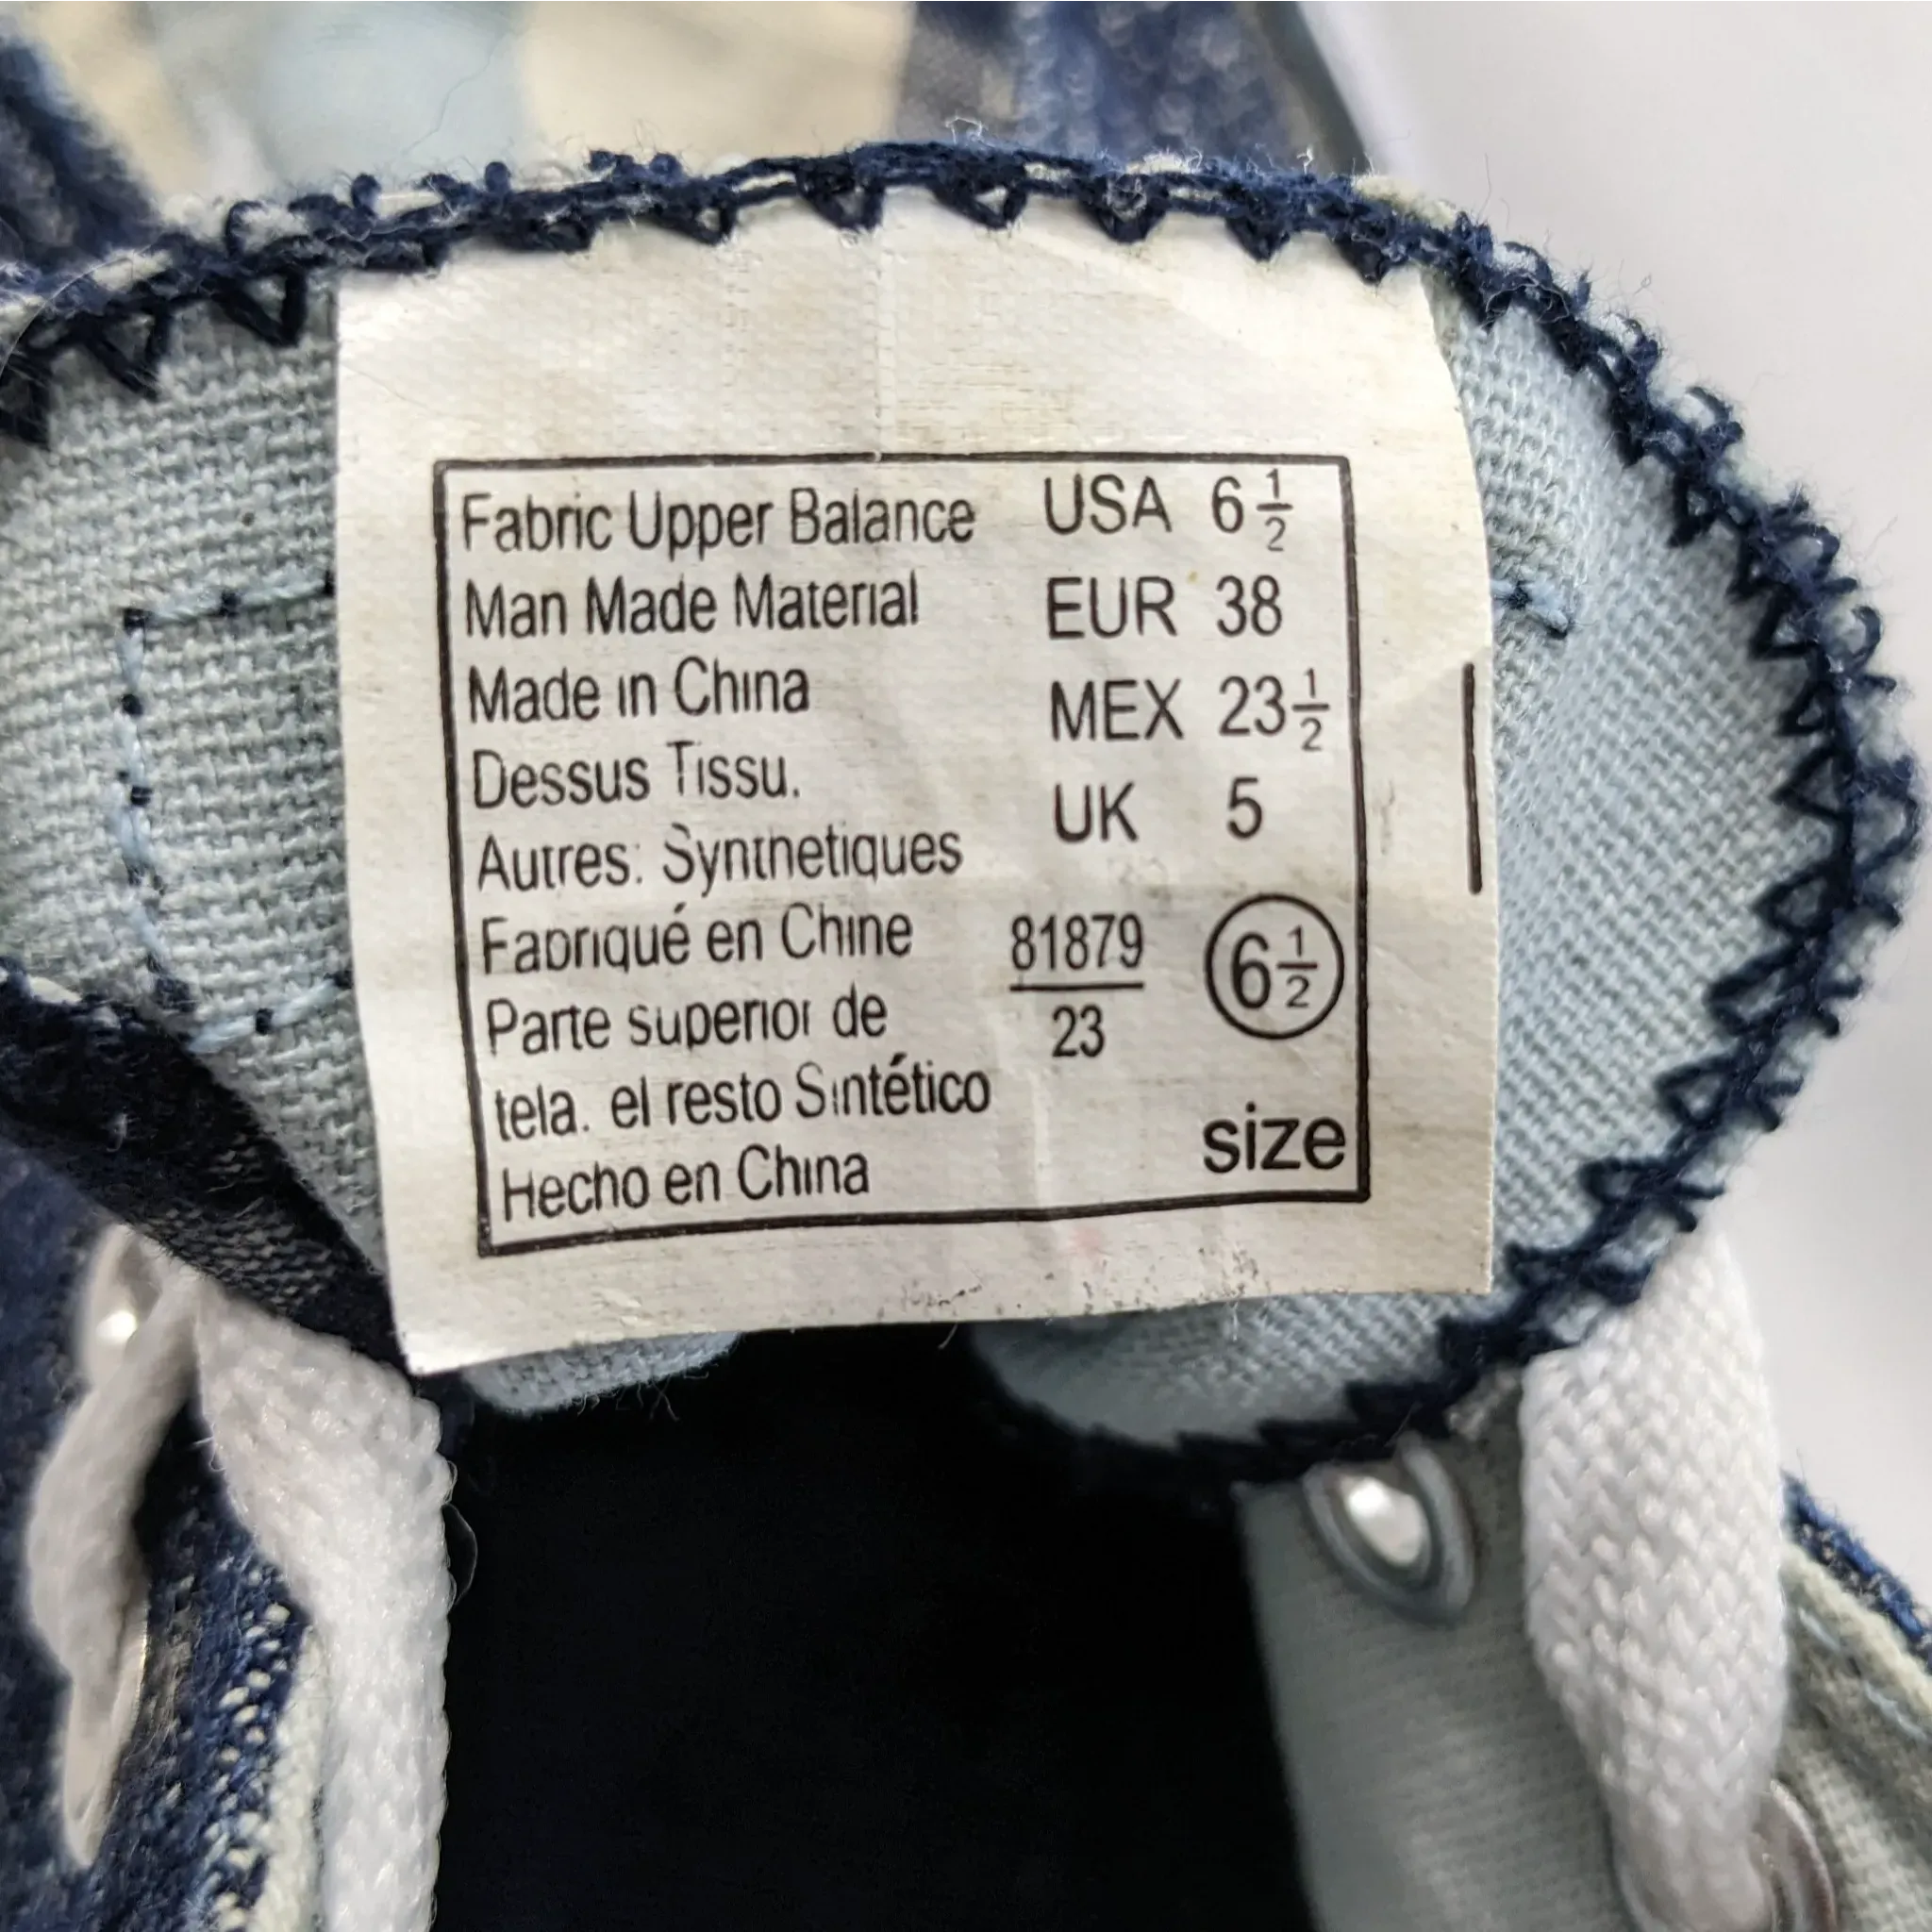 Fabric Upper Balance
Man Made Material
Made in China
Dessus Tissu.
Autres: Synthetiques
Fabriqué en Chine
Parte superior de
tela. el resto Sintético
Hecho en China
USA 6 1/2
EUR 38
MEX 23 1/2
UK 5
81879
23
6 1/2
size